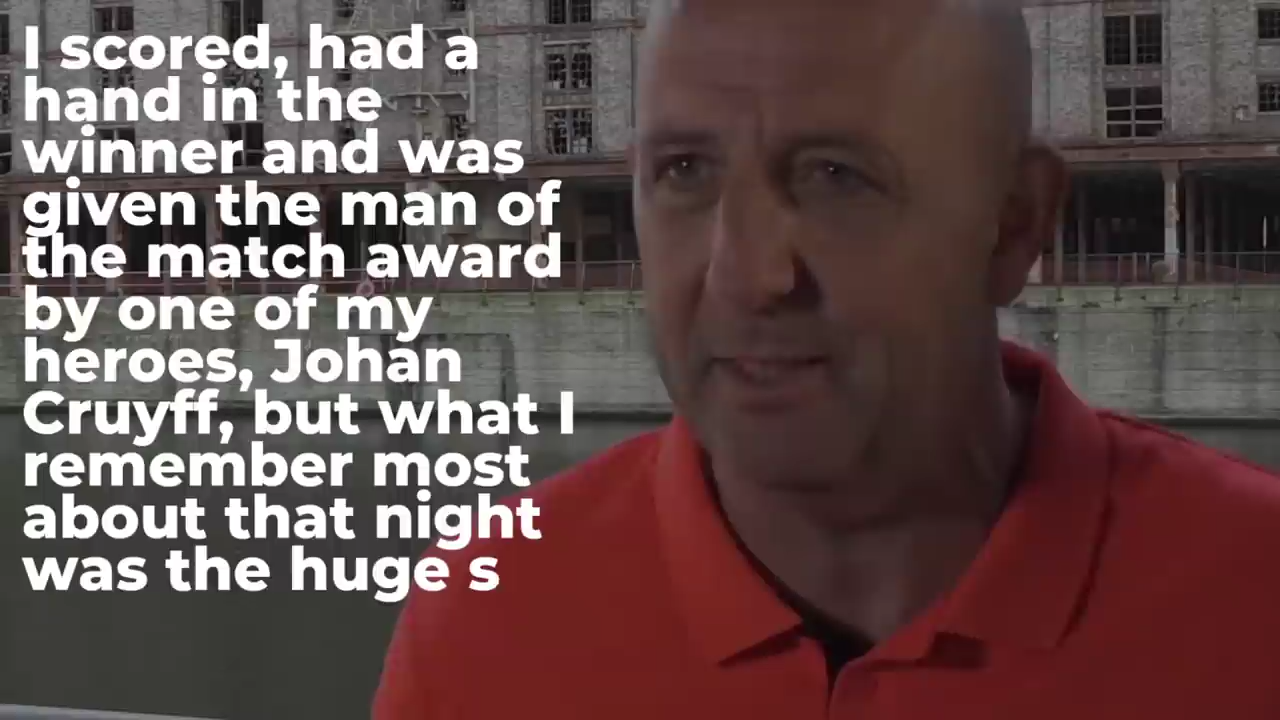 I scored, had a
hand in the
winner and was
given the man of
the match award
by one of my
heroes, Johan
Cruyff, but what I
remember most
about that night
was the huge s